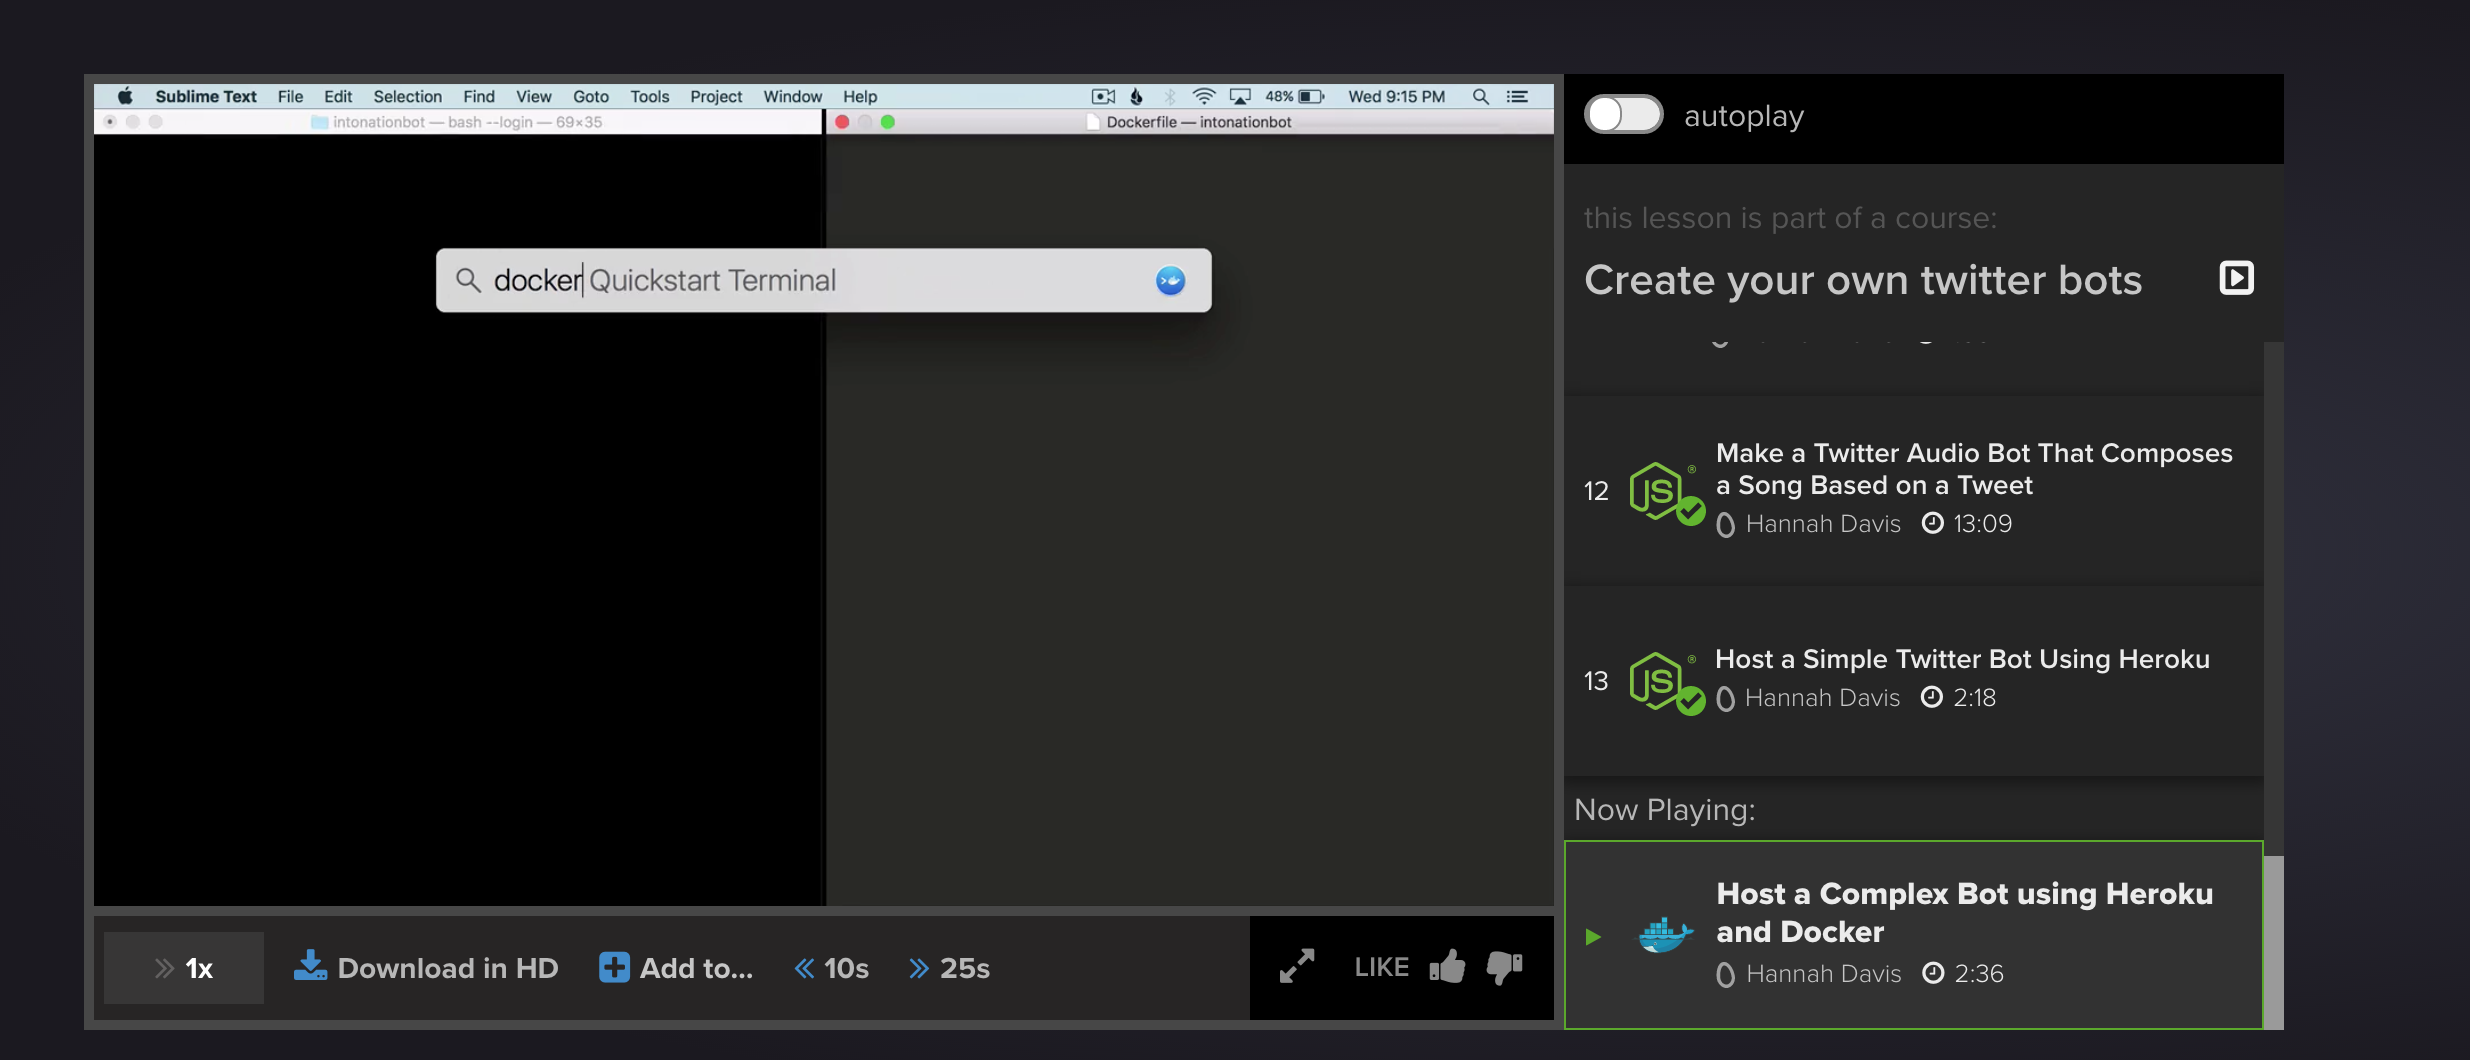 Sublime Text File Edit Selection Find View Goto Tools Project Window Help 48% Wed 9:15 PM
intonationbot — bash --login — 69×35
Dockerfile — intonationbot
docker Quickstart Terminal
autoplay
this lesson is part of a course:
Create your own twitter bots
12
JS
Make a Twitter Audio Bot That Composes
a Song Based on a Tweet
Hannah Davis 13:09
13
JS
Host a Simple Twitter Bot Using Heroku
Hannah Davis 2:18
Now Playing:
Host a Complex Bot using Heroku
and Docker
Hannah Davis 2:36
1x Download in HD Add to... 10s 25s LIKE